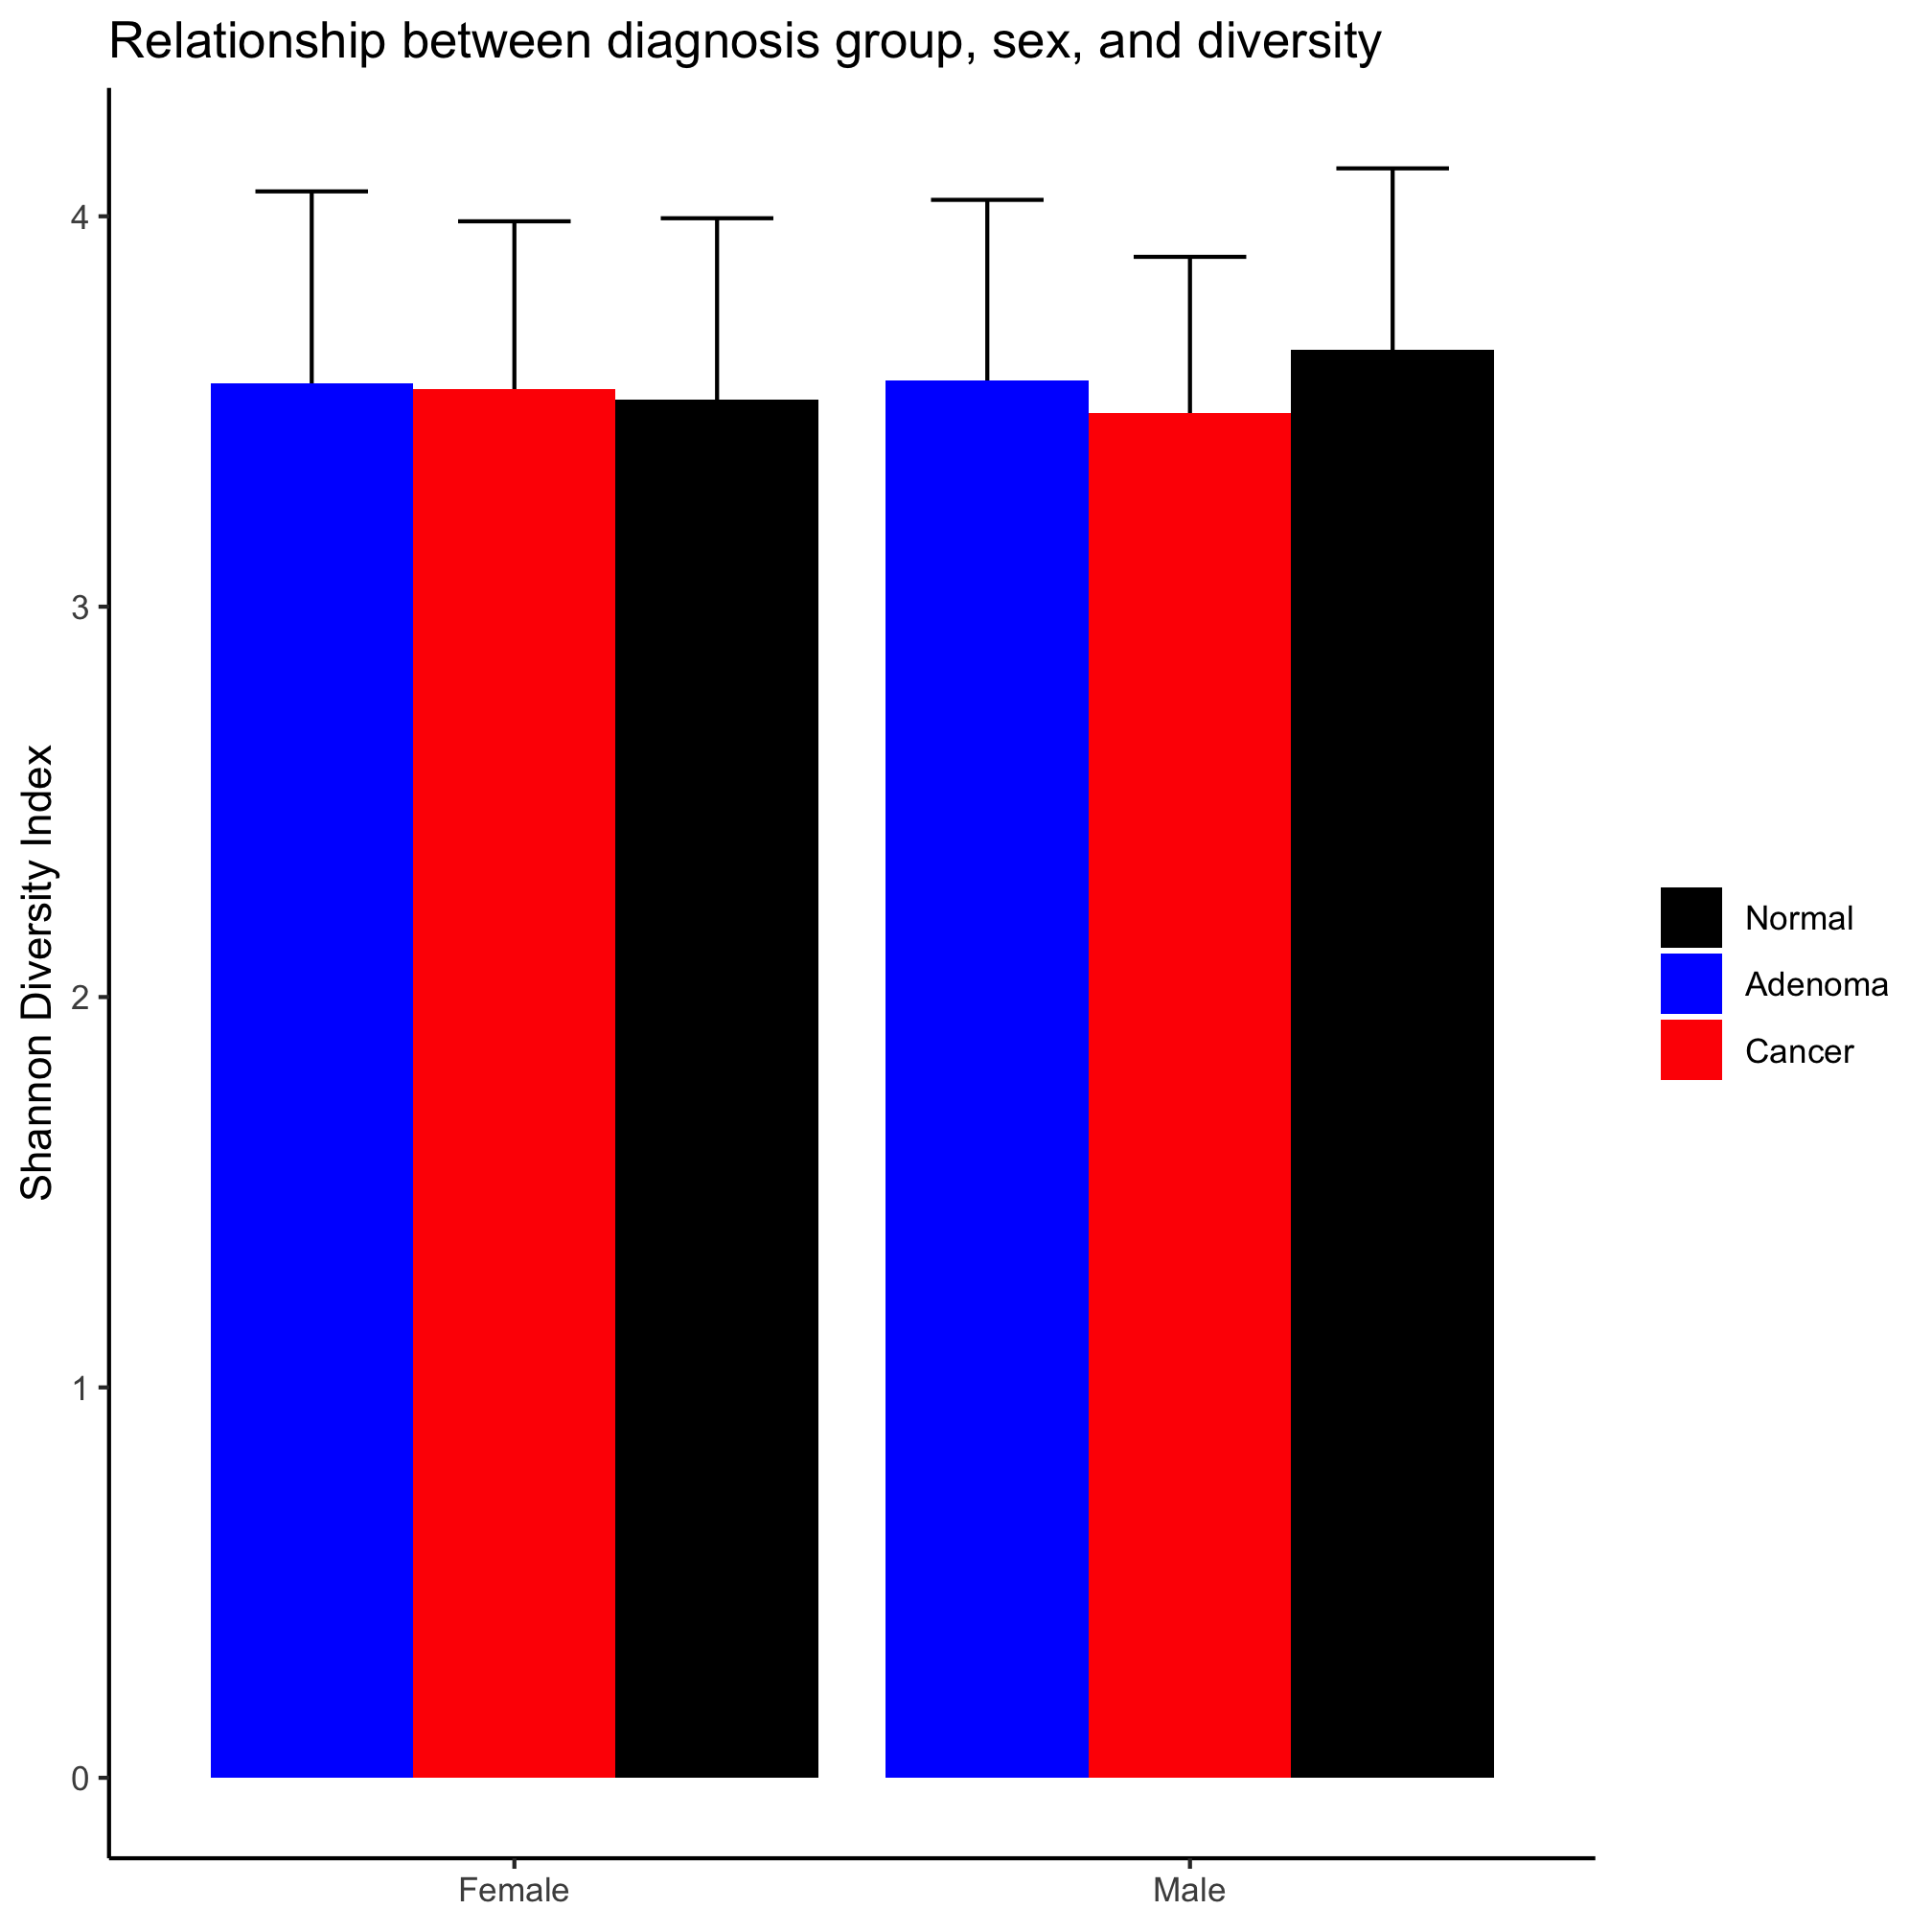 Relationship between diagnosis group, sex, and diversity
Shannon Diversity Index
4
3
2
1
0
Female
Male
Normal
Adenoma
Cancer